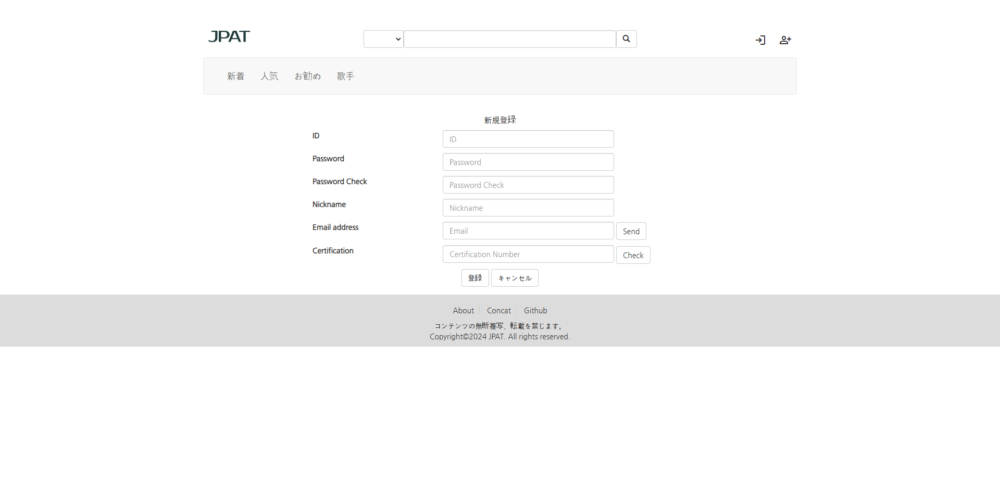 JPAT
新着 人気 お勧め 歌手
新規登録
ID ID
Password Password
Password Check Password Check
Nickname Nickname
Email address Email Send
Certification Certification Number Check
登録 キャンセル
About Concat Github
コンテンツの無断複写、転載を禁じます。
Copyright©2024 JPAT. All rights reserved.